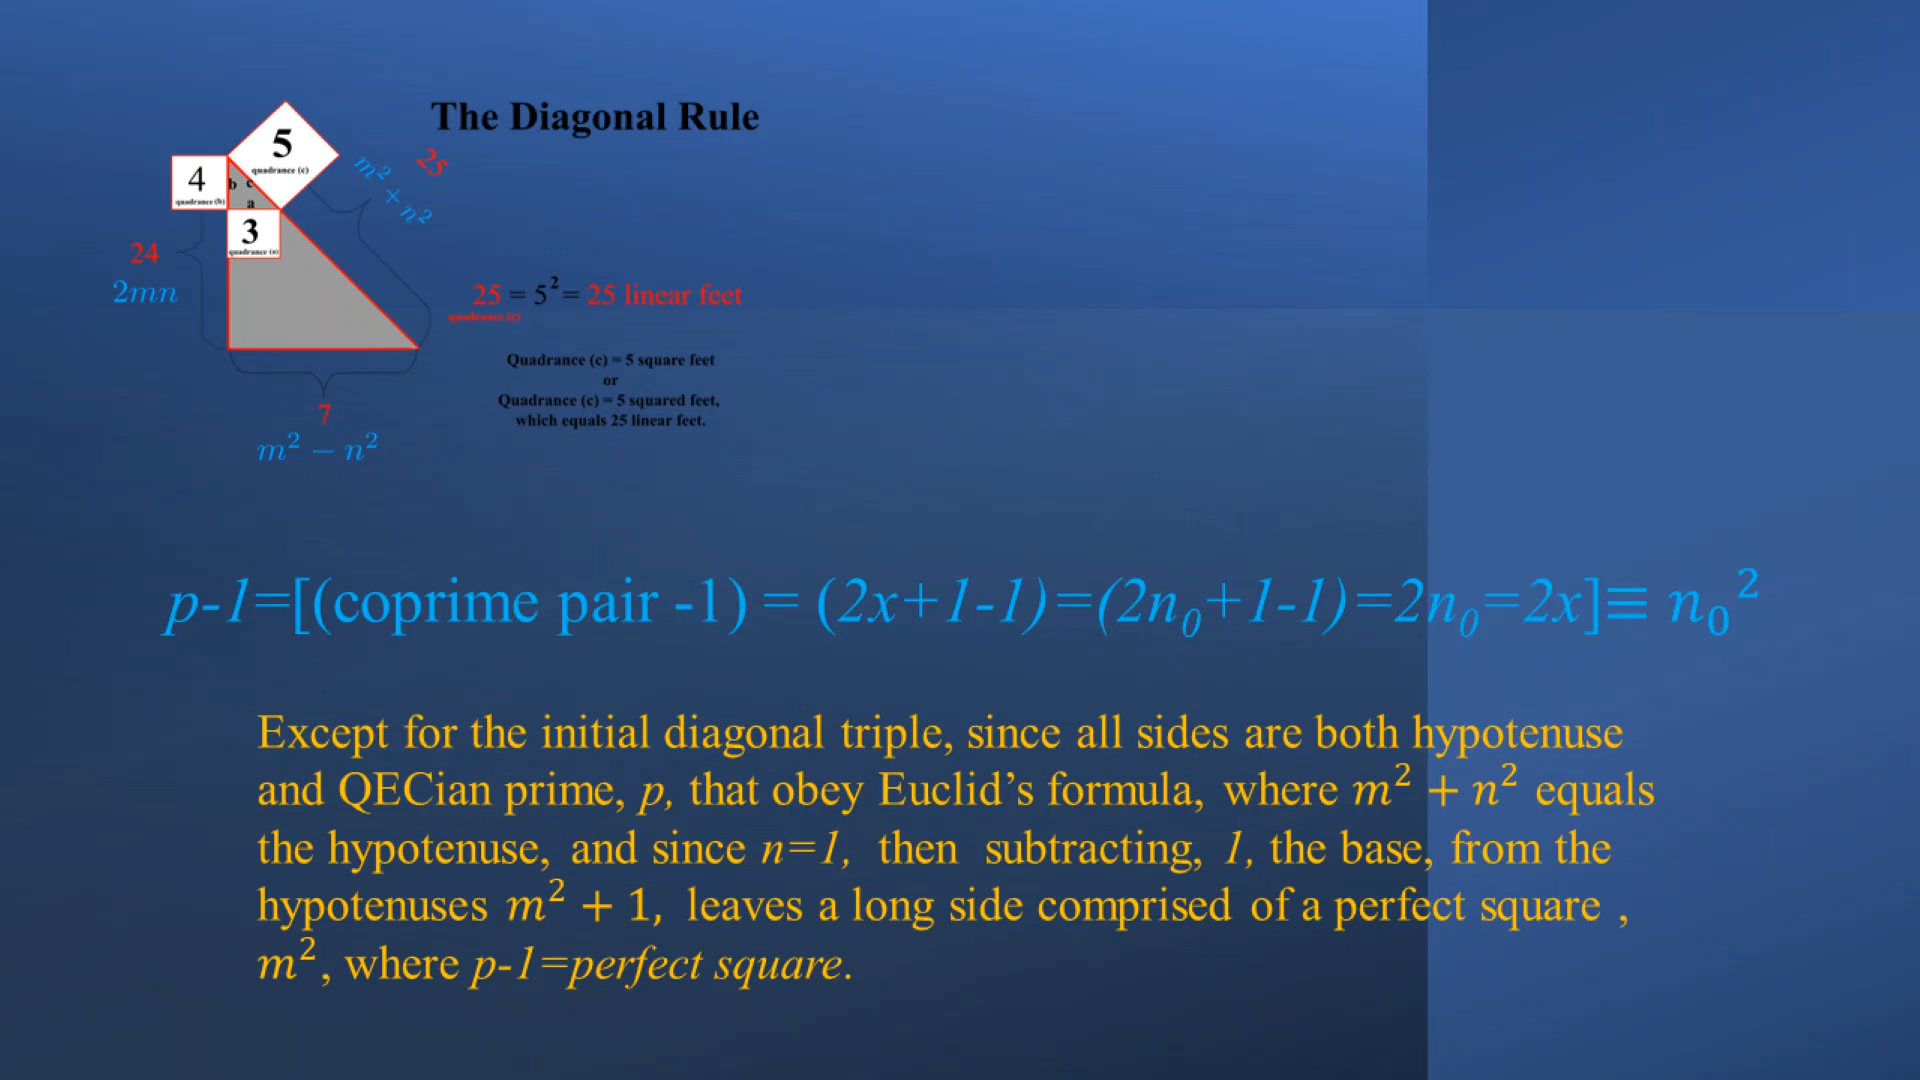 The Diagonal Rule
5
quadrance (c)
4
quadrance (b)
b c
a
3
quadrance (a)
25
m² + n²
24
2mn
25 = 5² = 25 linear feet
quadrance (c)
Quadrance (c) = 5 square feet
or
Quadrance (c) = 5 squared feet,
which equals 25 linear feet.
7
m² − n²
p-1=[(coprime pair -1) = (2x+1-1)=(2n₀+1-1)=2n₀=2x]≡ n₀²
Except for the initial diagonal triple, since all sides are both hypotenuse
and QECian prime, p, that obey Euclid’s formula, where m² + n² equals
the hypotenuse, and since n=1, then subtracting, 1, the base, from the
hypotenuses m² + 1, leaves a long side comprised of a perfect square ,
m², where p-1=perfect square.